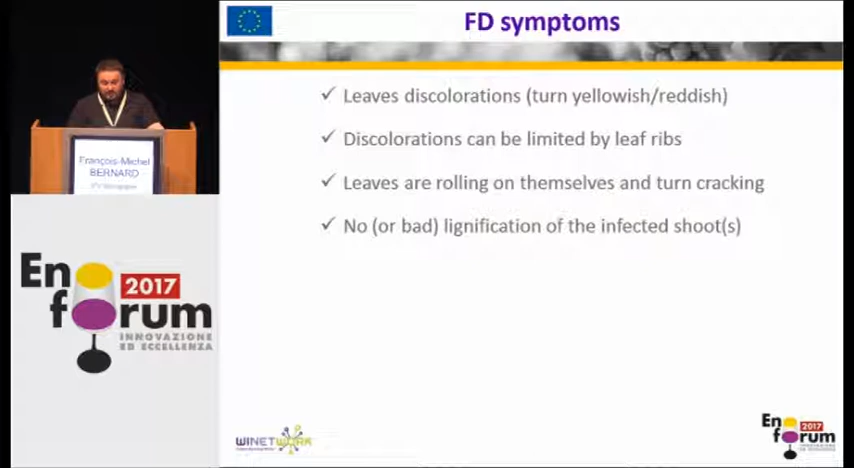 FD symptoms
✓ Leaves discolorations (turn yellowish/reddish)
✓ Discolorations can be limited by leaf ribs
✓ Leaves are rolling on themselves and turn cracking
✓ No (or bad) lignification of the infected shoot(s)
François-Michel
BERNARD
En
2017
forum
INNOVAZIONE
ED ECCELLENZA
WINETWORK
En
2017
forum